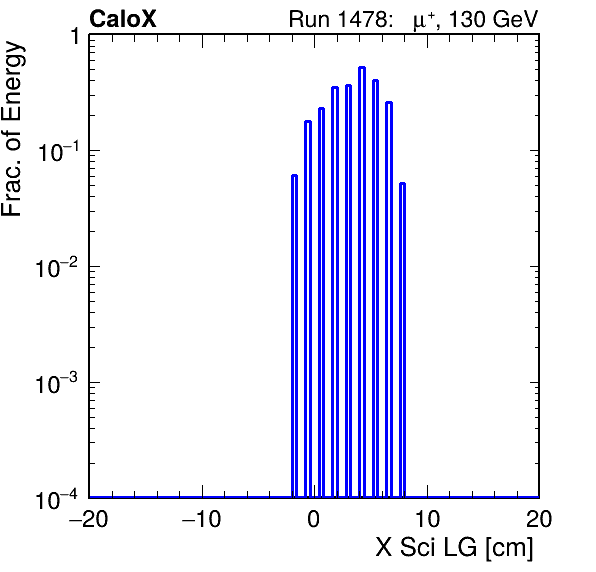 CaloX Run 1478: μ⁺, 130 GeV
Frac. of Energy
1
10⁻¹
10⁻²
10⁻³
10⁻⁴
−20 −10 0 10 20
X Sci LG [cm]